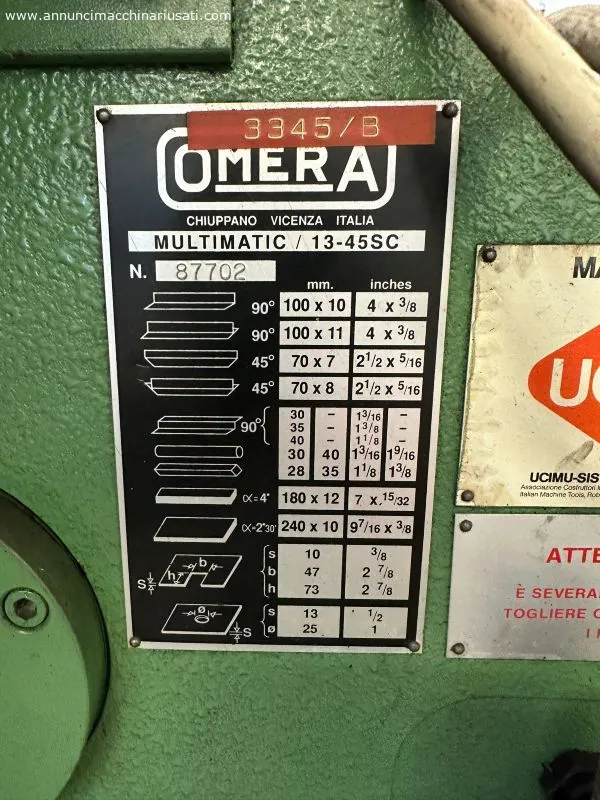 www.annuncimacchinariusati.com
3345/B
OMERA
CHIUPPANO VICENZA ITALIA
MULTIMATIC / 13-45SC
N. 87702
mm. inches
90° 100 x 10 4 x 3/8
90° 100 x 11 4 x 3/8
45° 70 x 7 2 1/2 x 5/16
45° 70 x 8 2 1/2 x 5/16
90° 30 – 1 3/16 –
35 – 1 3/8 –
40 – 1 1/8 –
30 40 1 3/16 1 9/16
28 35 1 1/8 1 3/8
α=4° 180 x 12 7 x 15/32
α=2°30' 240 x 10 9 7/16 x 3/8
b
h
S
s 10 3/8
b 47 2 7/8
h 73 2 7/8
ø
S
s 13 1/2
ø 25 1
MA
UC
UCIMU-SIS
Associazione Costruttori
Italian Machine Tools, Rob
ATTE
È SEVERA
TOGLIERE